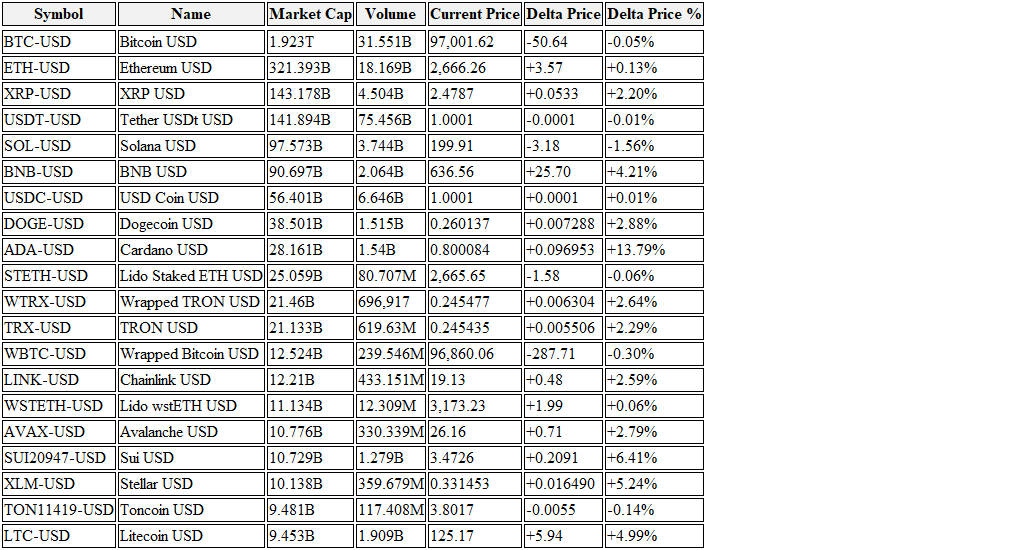 Symbol Name Market Cap Volume Current Price Delta Price Delta Price %
BTC-USD Bitcoin USD 1.923T 31.551B 97,001.62 -50.64 -0.05%
ETH-USD Ethereum USD 321.393B 18.169B 2,666.26 +3.57 +0.13%
XRP-USD XRP USD 143.178B 4.504B 2.4787 +0.0533 +2.20%
USDT-USD Tether USDt USD 141.894B 75.456B 1.0001 -0.0001 -0.01%
SOL-USD Solana USD 97.573B 3.744B 199.91 -3.18 -1.56%
BNB-USD BNB USD 90.697B 2.064B 636.56 +25.70 +4.21%
USDC-USD USD Coin USD 56.401B 6.646B 1.0001 +0.0001 +0.01%
DOGE-USD Dogecoin USD 38.501B 1.515B 0.260137 +0.007288 +2.88%
ADA-USD Cardano USD 28.161B 1.54B 0.800084 +0.096953 +13.79%
STETH-USD Lido Staked ETH USD 25.059B 80.707M 2,665.65 -1.58 -0.06%
WTRX-USD Wrapped TRON USD 21.46B 696,917 0.245477 +0.006304 +2.64%
TRX-USD TRON USD 21.133B 619.63M 0.245435 +0.005506 +2.29%
WBTC-USD Wrapped Bitcoin USD 12.524B 239.546M 96,860.06 -287.71 -0.30%
LINK-USD Chainlink USD 12.21B 433.151M 19.13 +0.48 +2.59%
WSTETH-USD Lido wstETH USD 11.134B 12.309M 3,173.23 +1.99 +0.06%
AVAX-USD Avalanche USD 10.776B 330.339M 26.16 +0.71 +2.79%
SUI20947-USD Sui USD 10.729B 1.279B 3.4726 +0.2091 +6.41%
XLM-USD Stellar USD 10.138B 359.679M 0.331453 +0.016490 +5.24%
TON11419-USD Toncoin USD 9.481B 117.408M 3.8017 -0.0055 -0.14%
LTC-USD Litecoin USD 9.453B 1.909B 125.17 +5.94 +4.99%